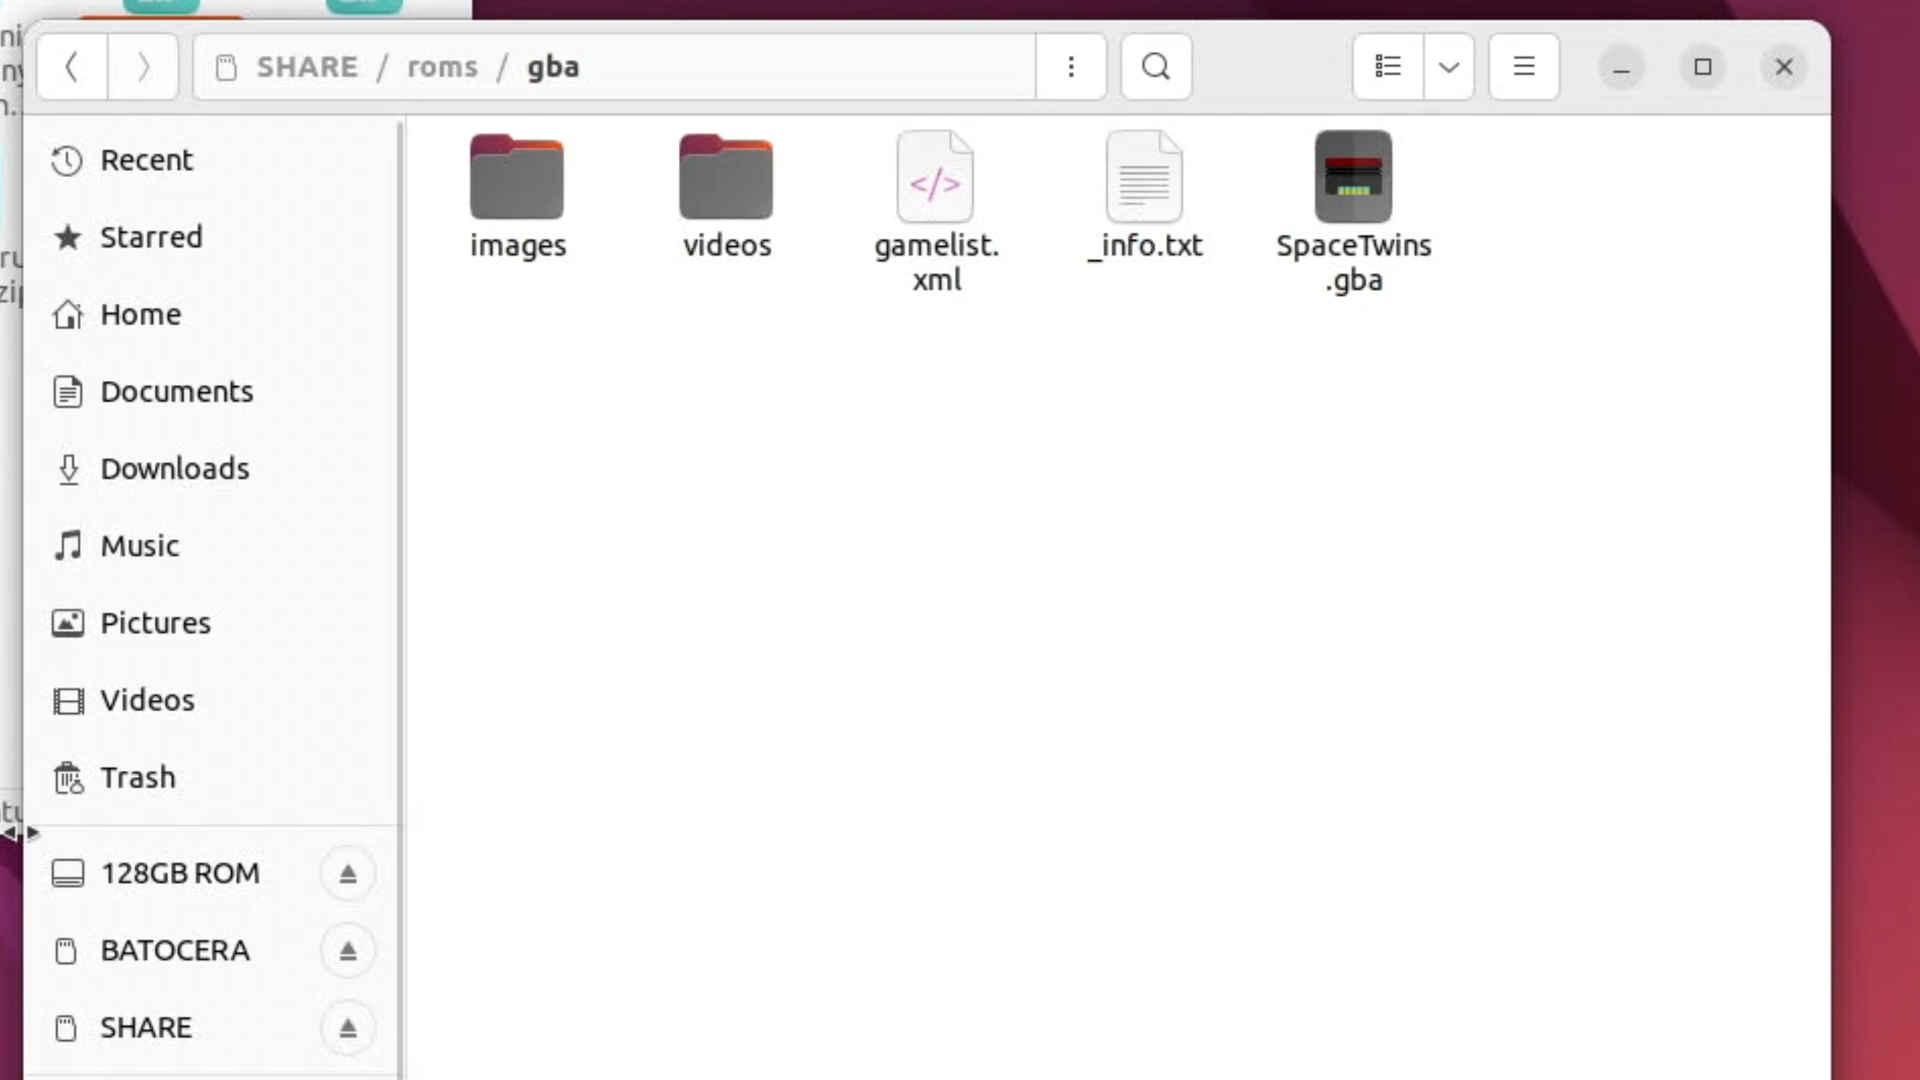 SHARE / roms / gba
Recent
Starred
Home
Documents
Downloads
Music
Pictures
Videos
Trash
128GB ROM
BATOCERA
SHARE
images
videos
gamelist.
xml
_info.txt
SpaceTwins
.gba